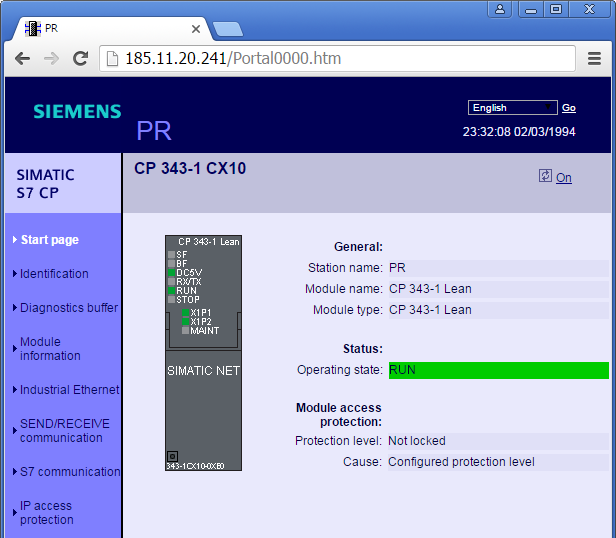 PR
185.11.20.241/Portal0000.htm
SIEMENS
PR
English
Go
23:32:08 02/03/1994
SIMATIC
S7 CP
CP 343-1 CX10
On
Start page
Identification
Diagnostics buffer
Module
information
Industrial Ethernet
SEND/RECEIVE
communication
S7 communication
IP access
protection
CP 343-1 Lean
SF
BF
DC5V
RX/TX
RUN
STOP
X1P1
X1P2
MAINT
SIMATIC NET
343-1CX10-0XE0
General:
Station name: PR
Module name: CP 343-1 Lean
Module type: CP 343-1 Lean
Status:
Operating state: RUN
Module access
protection:
Protection level: Not locked
Cause: Configured protection level